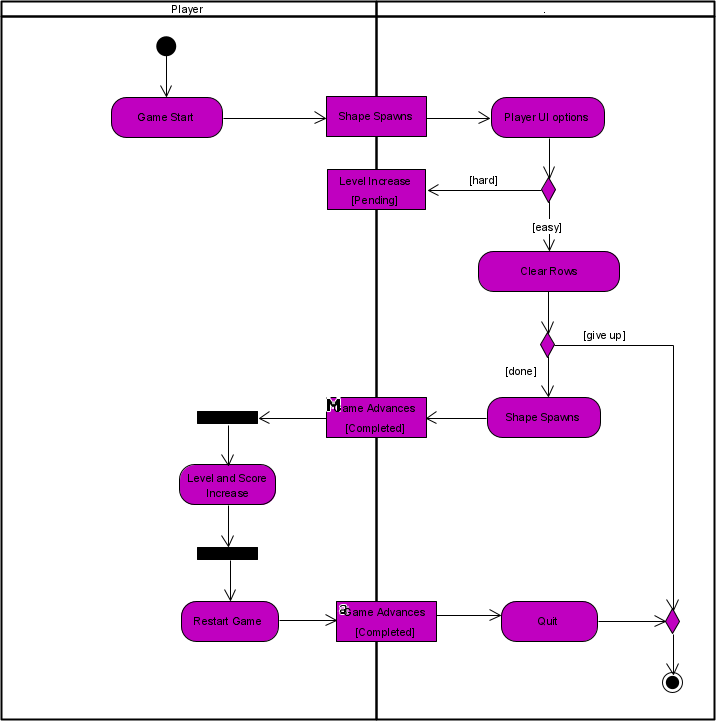 Player
.
Game Start
Shape Spawns
Player UI options
Level Increase
[Pending]
[hard]
[easy]
Clear Rows
[give up]
[done]
M
Game Advances
[Completed]
Shape Spawns
Level and Score
Increase
Restart Game
a
Game Advances
[Completed]
Quit